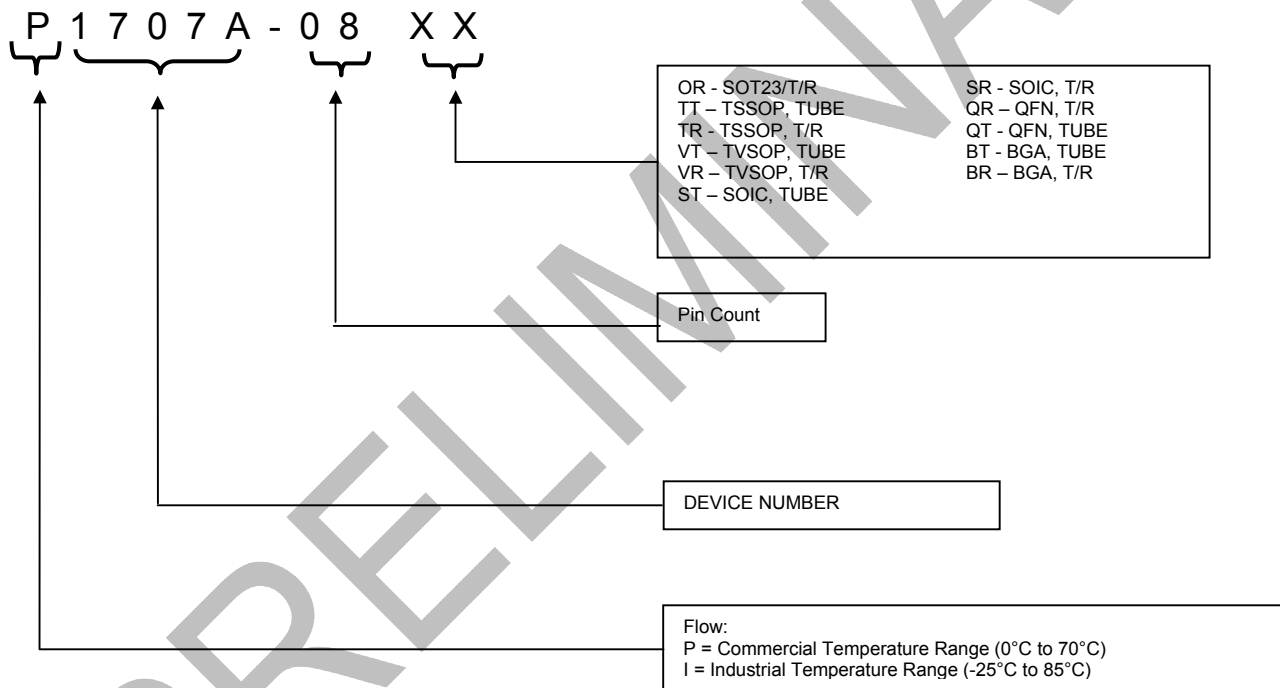 P 1 7 0 7 A - 0 8 X X
OR - SOT23/T/R
TT – TSSOP, TUBE
TR - TSSOP, T/R
VT – TVSOP, TUBE
VR – TVSOP, T/R
ST – SOIC, TUBE
SR - SOIC, T/R
QR – QFN, T/R
QT - QFN, TUBE
BT - BGA, TUBE
BR – BGA, T/R
Pin Count
DEVICE NUMBER
Flow:
P = Commercial Temperature Range (0°C to 70°C)
I = Industrial Temperature Range (-25°C to 85°C)